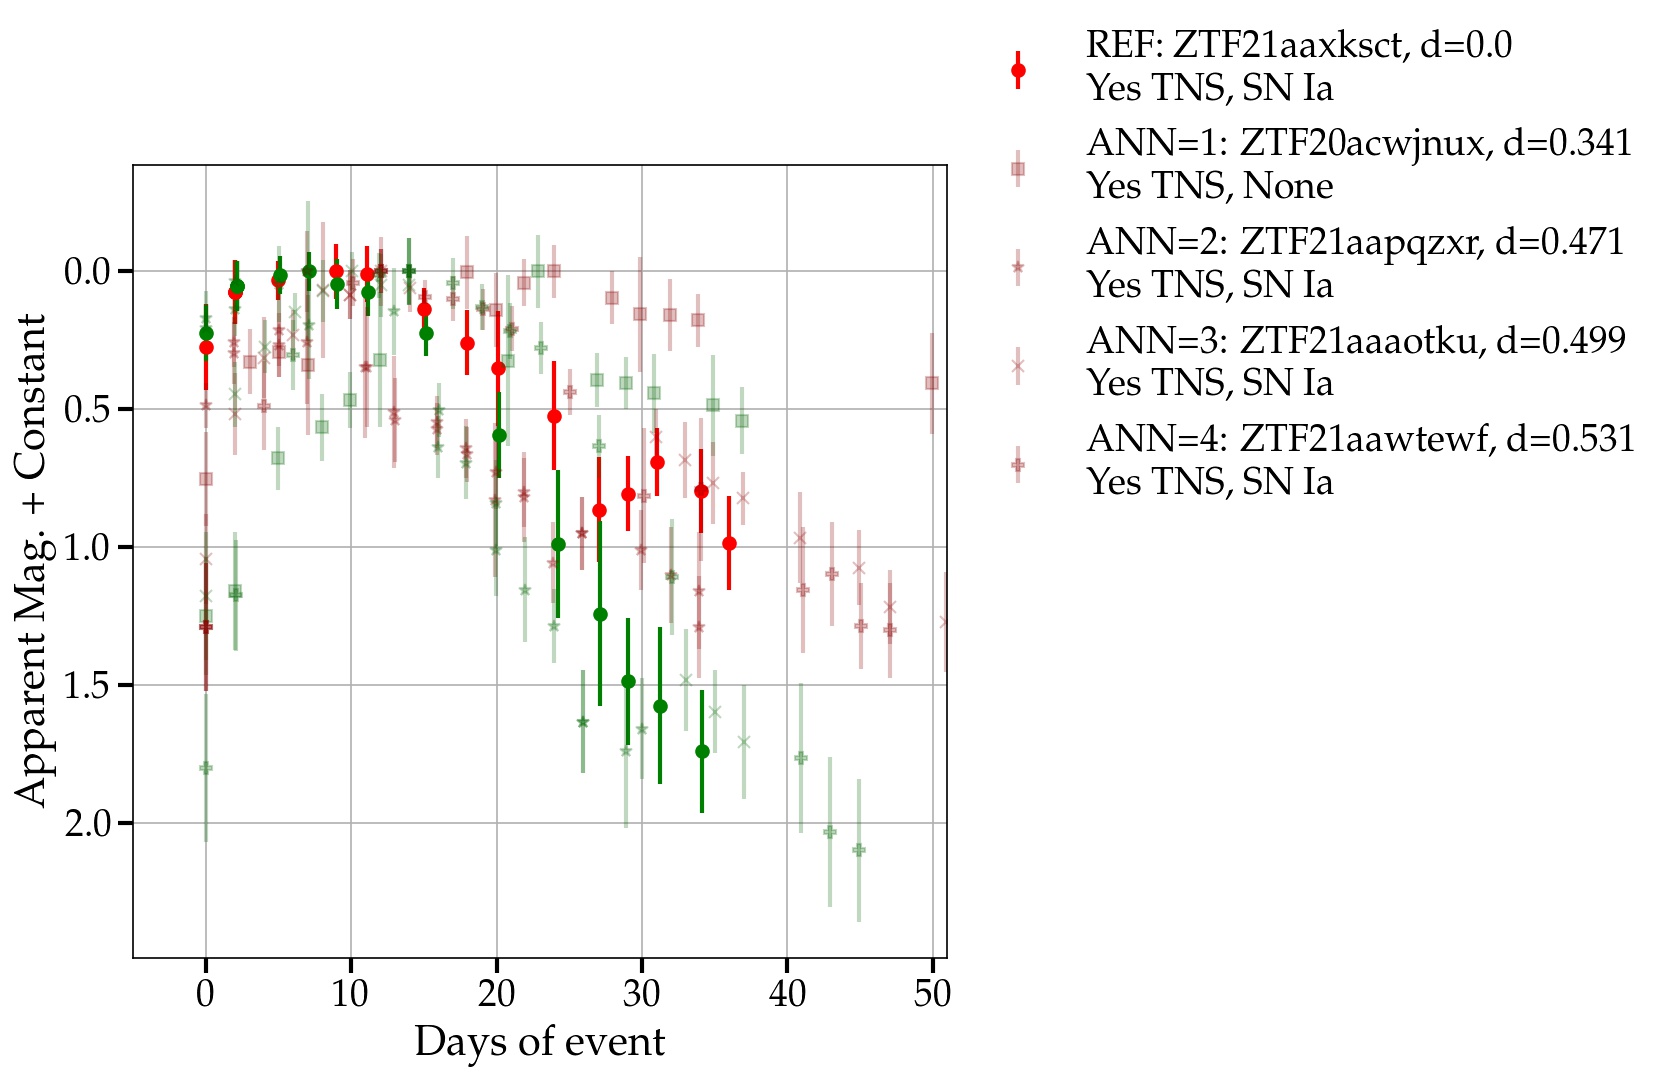 REF: ZTF21aaxksct, d=0.0
Yes TNS, SN Ia
ANN=1: ZTF20acwjnux, d=0.341
Yes TNS, None
ANN=2: ZTF21aapqzxr, d=0.471
Yes TNS, SN Ia
ANN=3: ZTF21aaaotku, d=0.499
Yes TNS, SN Ia
ANN=4: ZTF21aawtewf, d=0.531
Yes TNS, SN Ia
Apparent Mag. + Constant
0.0
0.5
1.0
1.5
2.0
0 10 20 30 40 50
Days of event